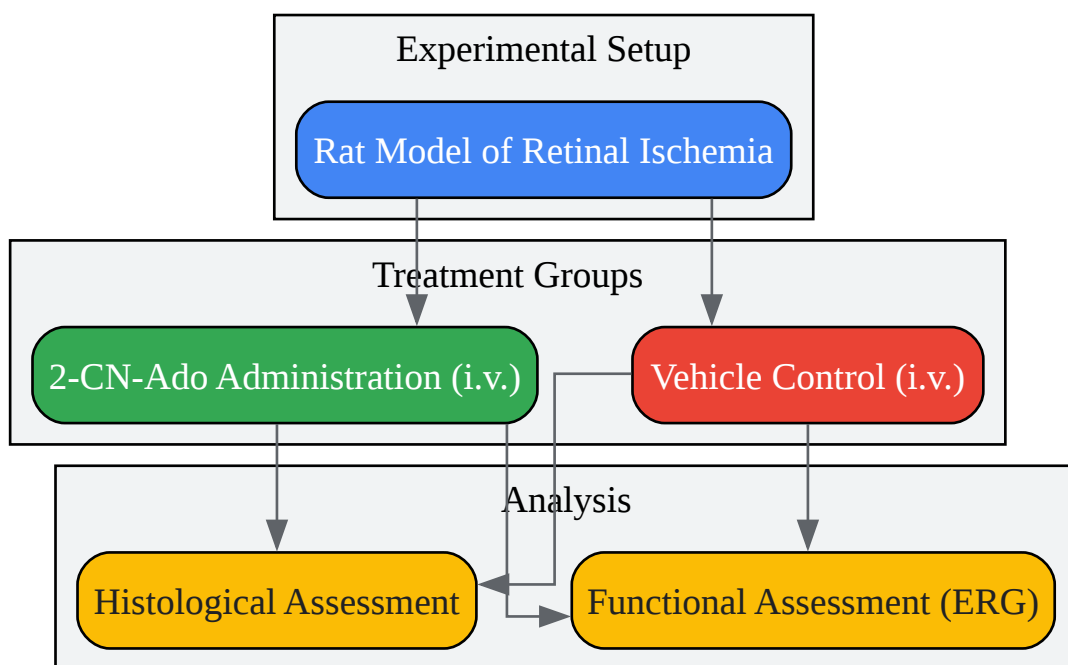 Experimental Setup
Rat Model of Retinal Ischemia
Treatment Groups
2-CN-Ado Administration (i.v.)
Vehicle Control (i.v.)
Analysis
Histological Assessment
Functional Assessment (ERG)